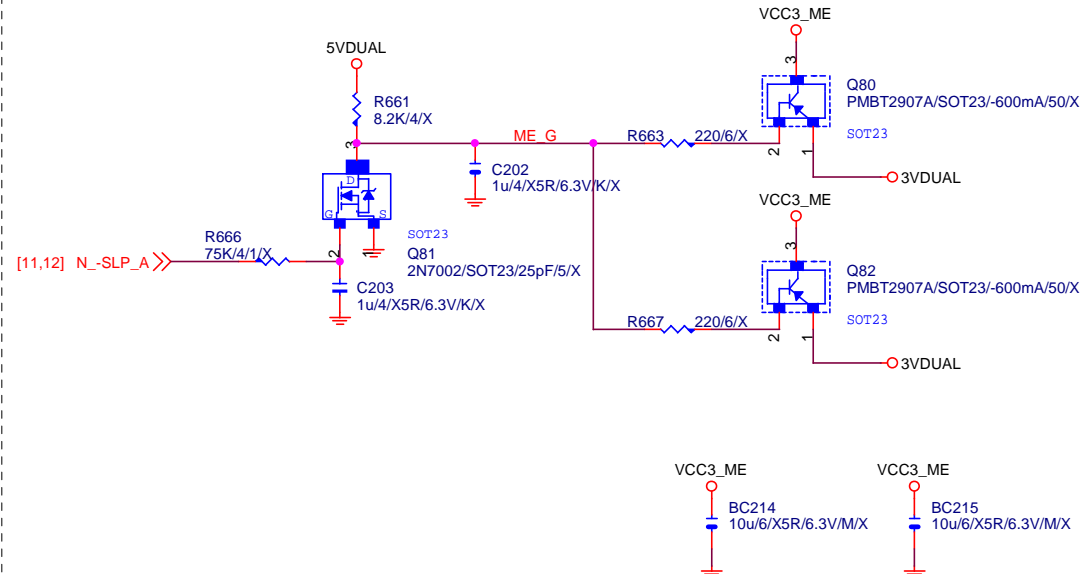 VCC3_ME
3
Q80
PMBT2907A/SOT23/-600mA/50/X
SOT23
2
1
3VDUAL
5VDUAL
R661
8.2K/4/X
3
ME_G
R663
220/6/X
C202
1u/4/X5R/6.3V/K/X
D
G
S
SOT23
Q81
2N7002/SOT23/25pF/5/X
2
1
R666
75K/4/1/X
[11,12] N_-SLP_A
C203
1u/4/X5R/6.3V/K/X
VCC3_ME
3
Q82
PMBT2907A/SOT23/-600mA/50/X
SOT23
R667
220/6/X
2
1
3VDUAL
VCC3_ME
BC214
10u/6/X5R/6.3V/M/X
VCC3_ME
BC215
10u/6/X5R/6.3V/M/X